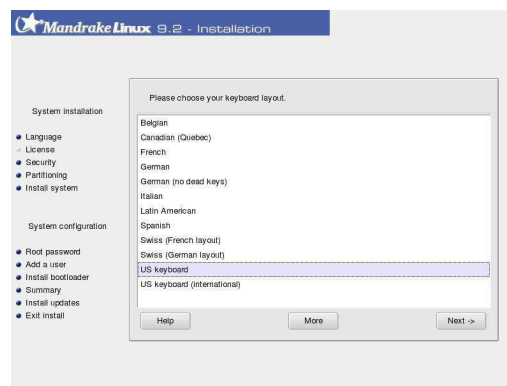 MandrakeLinux 9.2 - Installation
System installation
Language
License
Security
Partitioning
Install system
System configuration
Root password
Add a user
Install bootloader
Summary
Install updates
Exit install
Please choose your keyboard layout.
Belgian
Canadian (Quebec)
French
German
German (no dead keys)
Italian
Latin American
Spanish
Swiss (French layout)
Swiss (German layout)
US keyboard
US keyboard (international)
Help
More
Next ->